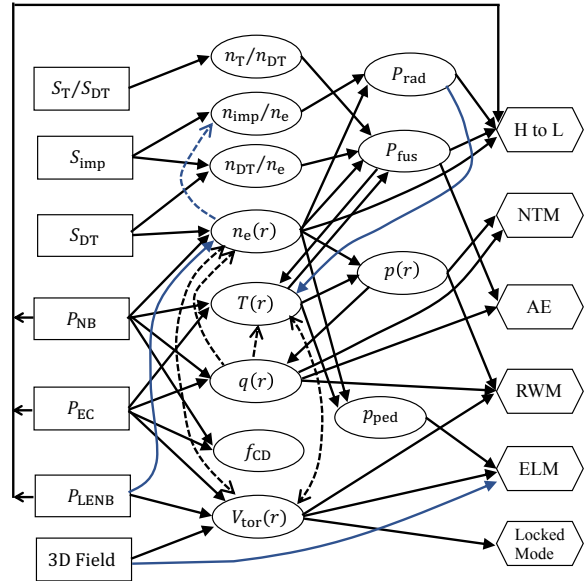 S_T/S_DT
S_imp
S_DT
P_NB
P_EC
P_LENB
3D Field
n_T/n_DT
n_imp/n_e
n_DT/n_e
n_e(r)
T(r)
q(r)
f_CD
V_tor(r)
P_rad
P_fus
p(r)
p_ped
H to L
NTM
AE
RWM
ELM
Locked
Mode